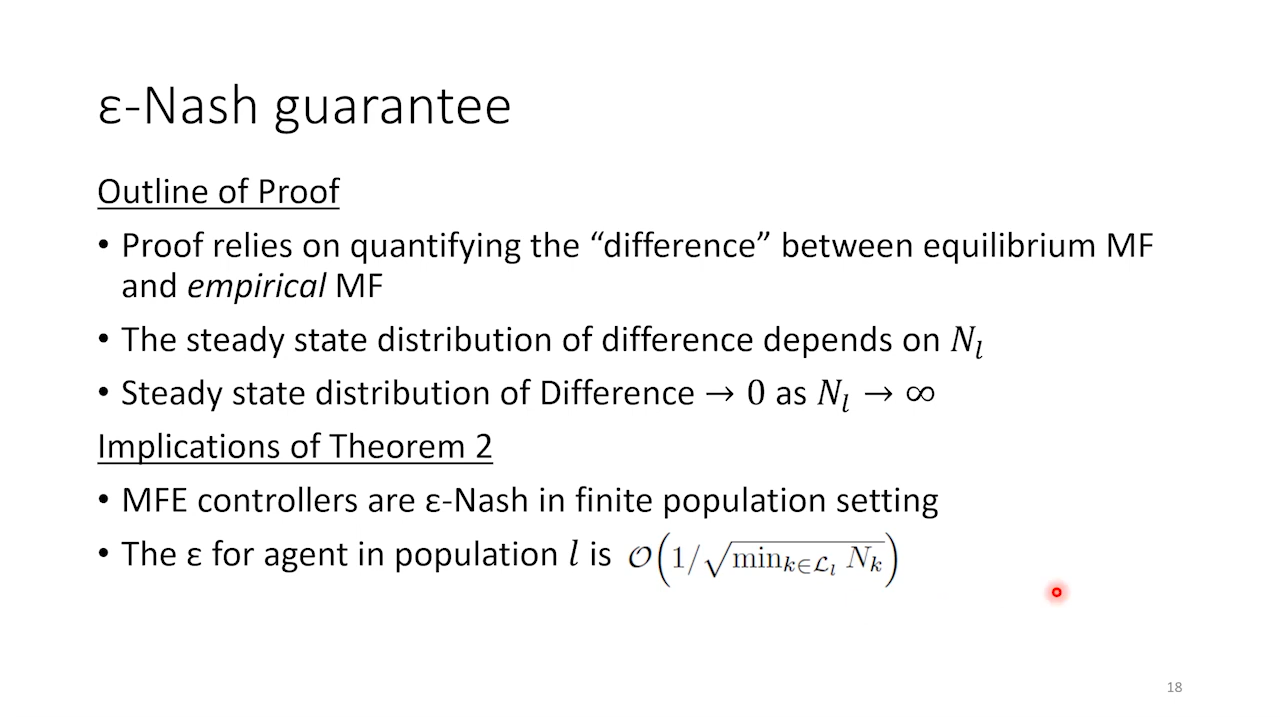 ε-Nash guarantee
Outline of Proof
• Proof relies on quantifying the “difference” between equilibrium MF
and empirical MF
• The steady state distribution of difference depends on N_l
• Steady state distribution of Difference → 0 as N_l → ∞
Implications of Theorem 2
• MFE controllers are ε-Nash in finite population setting
• The ε for agent in population l is 𝒪(1/√min_{k∈ℒ_l} N_k)
18